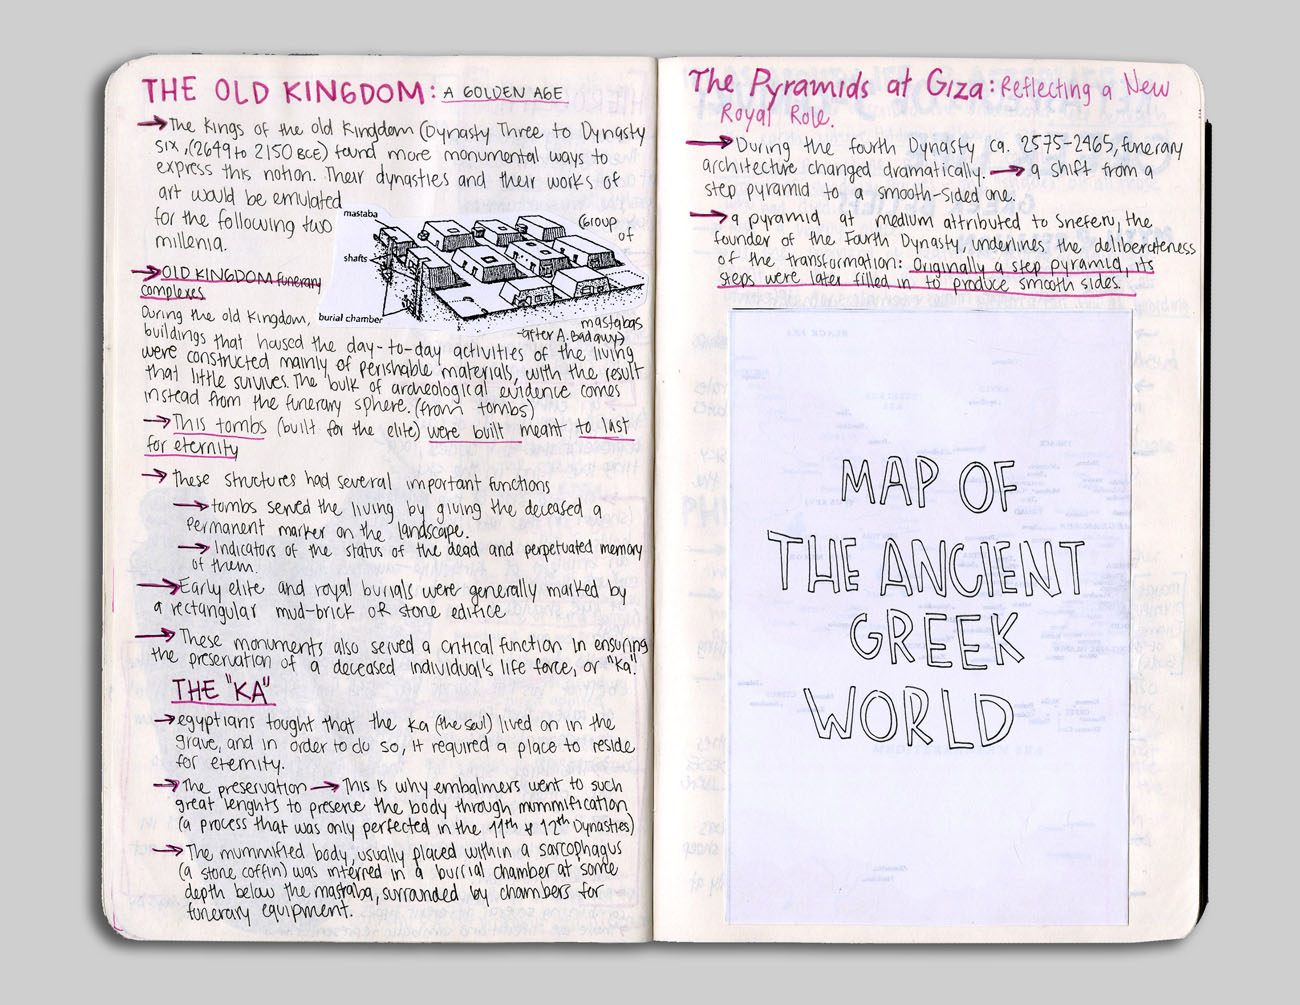 THE OLD KINGDOM: A GOLDEN AGE
→The kings of the old Kingdom (Dynasty Three to Dynasty
six, (2649 to 2150 BCE) found more monumental ways to
express this notion. Their dynasties and their works of
art would be emulated
for the following two
millenia.
mastaba
shafts
burial chamber
(Group
of
mastabas
-after A. Badawy)
→OLD KINGDOM funerary
complexes
During the old Kingdom,
buildings that housed the day-to-day activities of the living
were constructed mainly of perishable materials, with the result
that little survives. The bulk of archeological evidence comes
instead from the funerary sphere. (from tombs)
→This tombs (built for the elite) were built meant to last
for eternity
→These structures had several important functions
→tombs served the living by giving the deceased a
permanent marker on the landscape.
→Indicators of the status of the dead and perpetuated memory
of them.
→Early elite and royal burials were generally marked by
a rectangular mud-brick OR stone edifice
→These monuments also served a critical function in ensuring
the preservation of a deceased individual's life force, or "ka".
THE "KA"
→egyptians tought that the ka (the soul) lived on in the
grave, and in order to do so, it required a place to reside
for eternity.
→The preservation→This is why embalmers went to such
great lenghts to preserve the body through mummification
(a process that was only perfected in the 11th & 12th Dynasties)
→The mummified body, usually placed within a sarcophagus
(a stone coffin) was interred in a burrial chamber at some
depth below the mastaba, surrounded by chambers for
funerary equipment.
The Pyramids at Giza: Reflecting a New
Royal Role.
→During the fourth Dynasty ca. 2575-2465, funerary
architecture changed dramatically. →a shift from a
step pyramid to a smooth-sided one.
→a pyramid at medium attributed to Sneferu, the
founder of the Fourth Dynasty, underlines the deliberateness
of the transformation: Originally a step pyramid, its
steps were later filled in to produce smooth sides.
MAP OF
THE ANCIENT
GREEK
WORLD